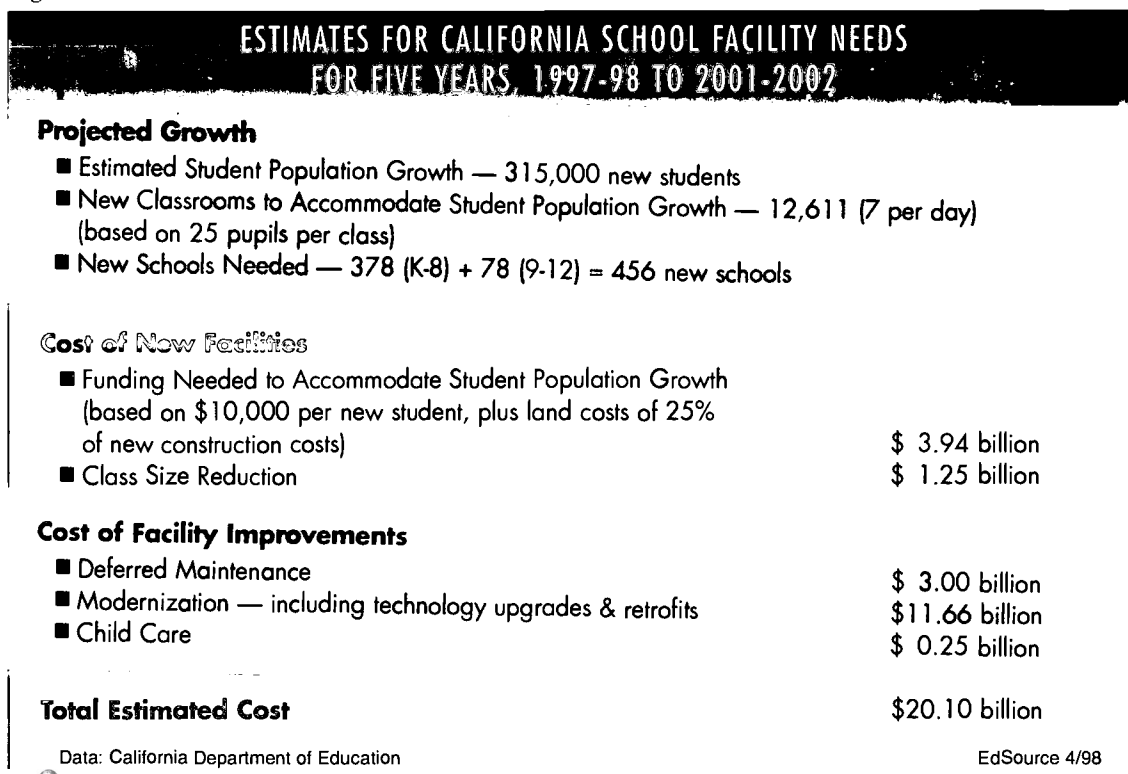 ESTIMATES FOR CALIFORNIA SCHOOL FACILITY NEEDS
FOR FIVE YEARS, 1997-98 TO 2001-2002
Projected Growth
■ Estimated Student Population Growth — 315,000 new students
■ New Classrooms to Accommodate Student Population Growth — 12,611 (7 per day)
(based on 25 pupils per class)
■ New Schools Needed — 378 (K-8) + 78 (9-12) = 456 new schools
Cost of New Facilities
■ Funding Needed to Accommodate Student Population Growth
(based on $10,000 per new student, plus land costs of 25%
of new construction costs) $ 3.94 billion
■ Class Size Reduction $ 1.25 billion
Cost of Facility Improvements
■ Deferred Maintenance $ 3.00 billion
■ Modernization — including technology upgrades & retrofits $11.66 billion
■ Child Care $ 0.25 billion
Total Estimated Cost $20.10 billion
Data: California Department of Education EdSource 4/98